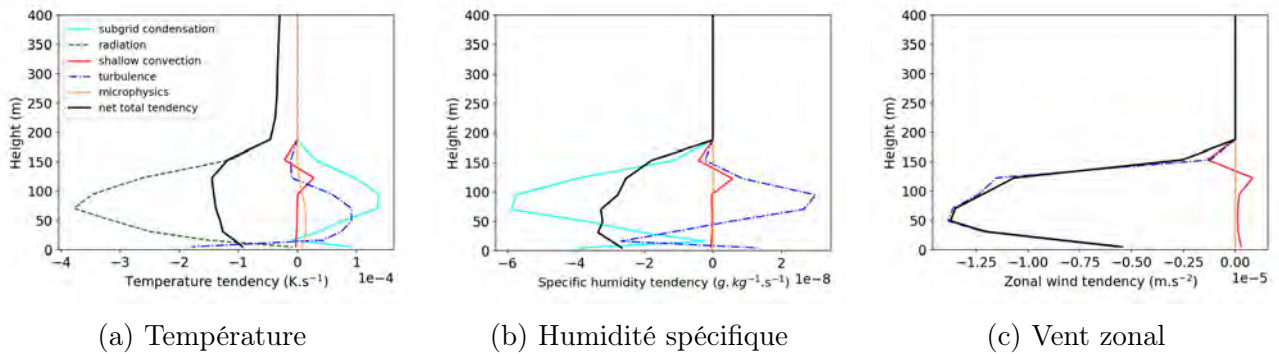 400
350
300
250
200
150
100
50
0
Height (m)
subgrid condensation
radiation
shallow convection
turbulence
microphysics
net total tendency
−4 −3 −2 −1 0 1
1e−4
Temperature tendency (K.s⁻¹)
400
350
300
250
200
150
100
50
0
Height (m)
−6 −4 −2 0 2
1e−8
Specific humidity tendency (g.kg⁻¹.s⁻¹)
400
350
300
250
200
150
100
50
0
Height (m)
−1.25 −1.00 −0.75 −0.50 −0.25 0.00
1e−5
Zonal wind tendency (m.s⁻²)
(a) Température
(b) Humidité spécifique
(c) Vent zonal